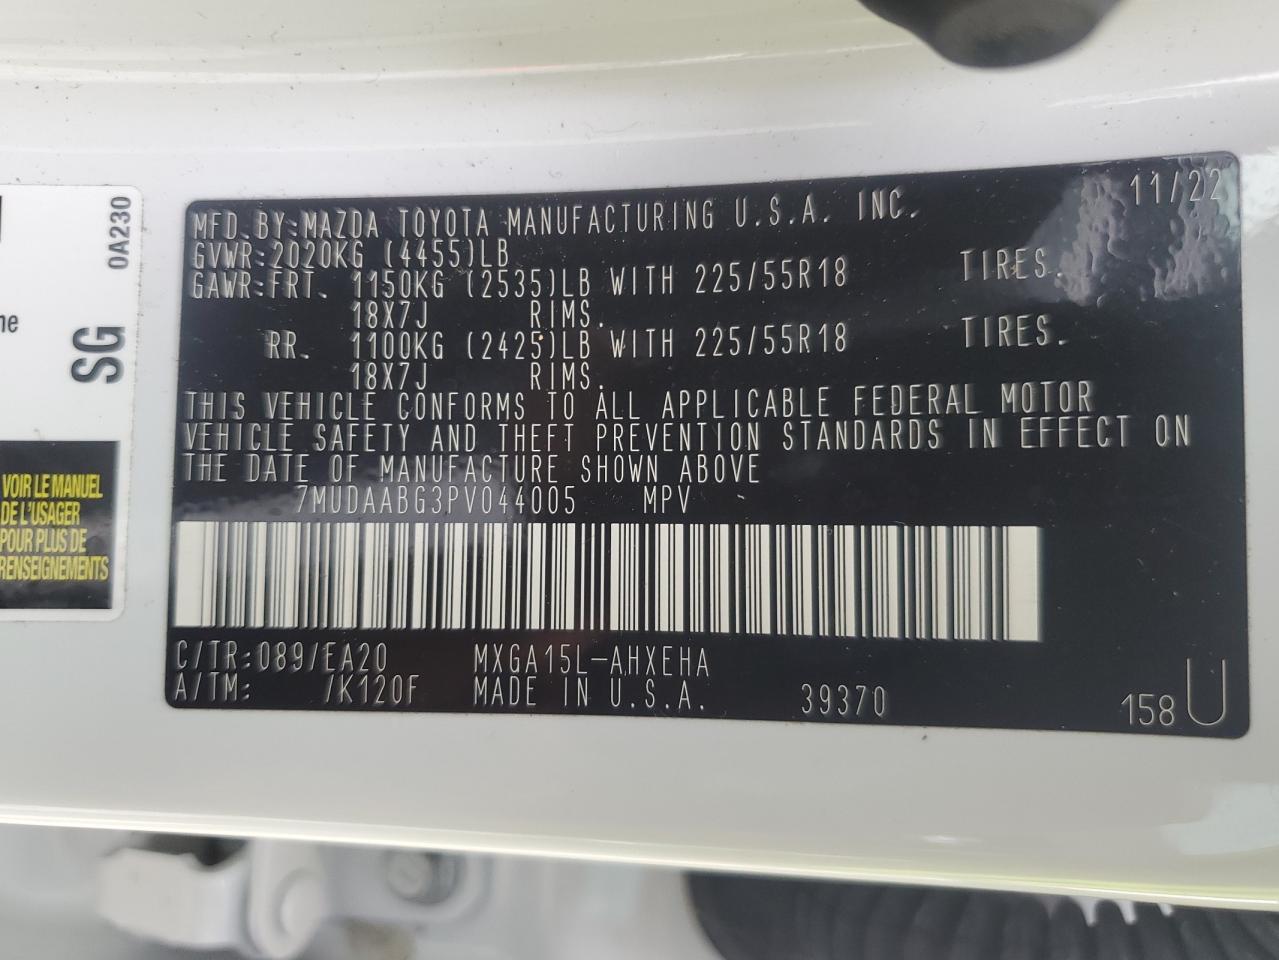 MFD. BY:MAZDA TOYOTA MANUFACTURING U.S.A. INC. 11/22
GVWR:2020KG (4455)LB
GAWR:FRT. 1150KG (2535)LB WITH 225/55R18 TIRES.
18X7J RIMS.
RR. 1100KG (2425)LB WITH 225/55R18 TIRES.
18X7J RIMS.
THIS VEHICLE CONFORMS TO ALL APPLICABLE FEDERAL MOTOR
VEHICLE SAFETY AND THEFT PREVENTION STANDARDS IN EFFECT ON
THE DATE OF MANUFACTURE SHOWN ABOVE
7MUDAABG3PV044005 MPV
C/TR:089/EA20 MXGA15L-AHXEHA
A/TM: /K120F MADE IN U.S.A. 39370 158 U
0A230
SG
VOIR LE MANUEL
DE L'USAGER
POUR PLUS DE
RENSEIGNEMENTS